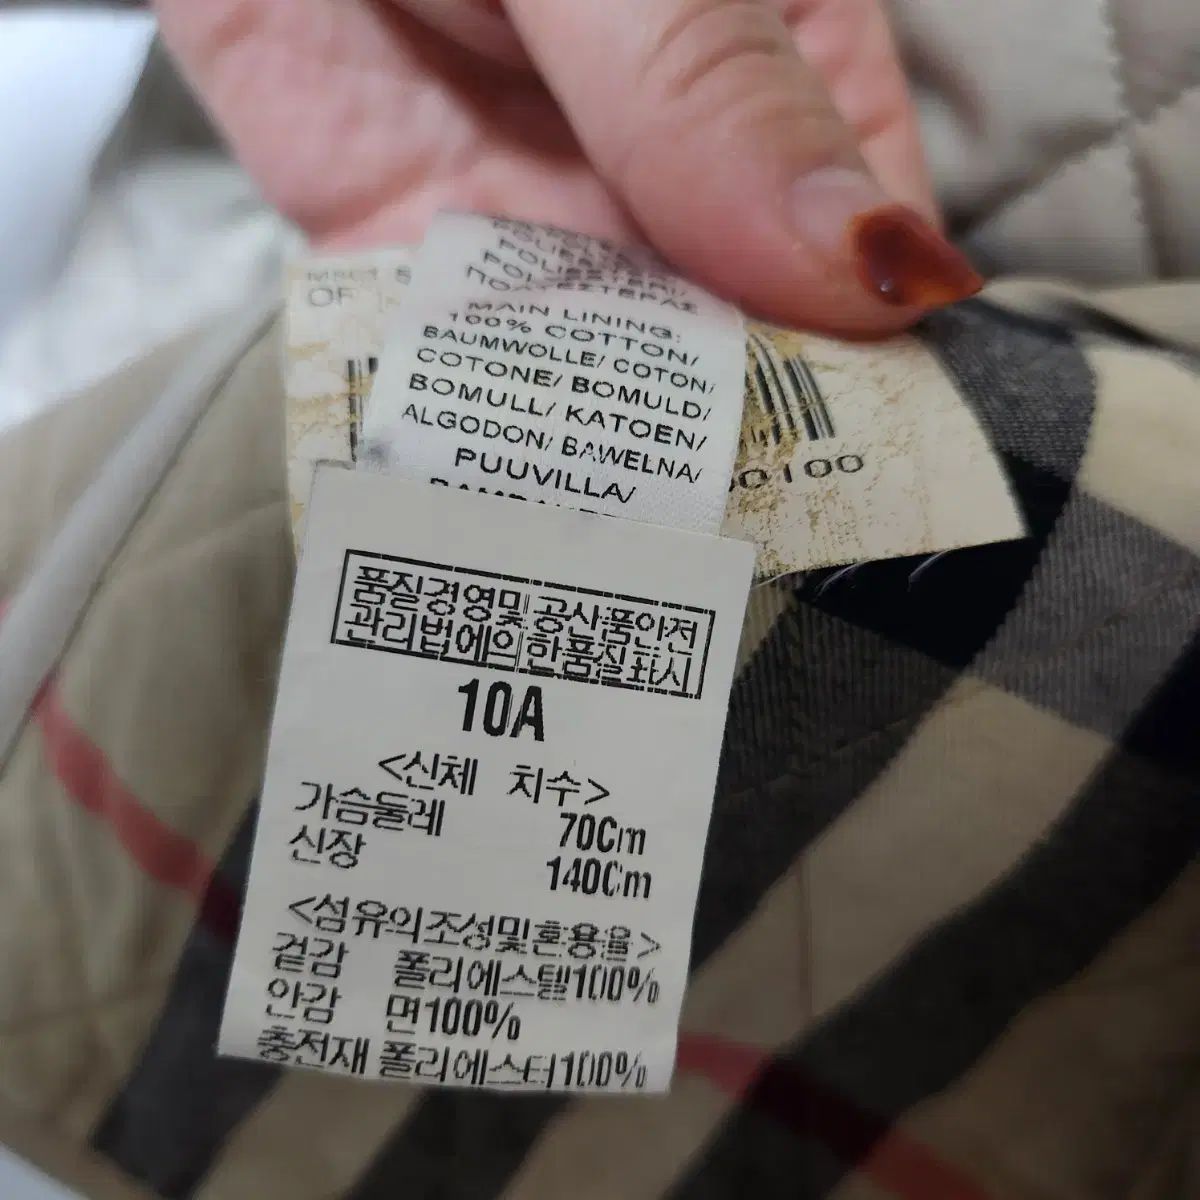 OF
POLIESTERI/
ΠΟΛΥΕΣΤΕΡΑΣ
MAIN LINING:
100% COTTON/
BAUMWOLLE/ COTON/
COTONE/ BOMULD/
BOMULL/ KATOEN/
ALGODON/ BAWELNA/
PUUVILLA/
0100
품질경영및 공산품안전
관리법에의 한품질표시
10A
<신체 치수>
가슴둘레 70Cm
신장 140Cm
<섬유의조성및혼용율>
겉감 폴리에스텔100%
안감 면100%
충전재 폴리에스터100%